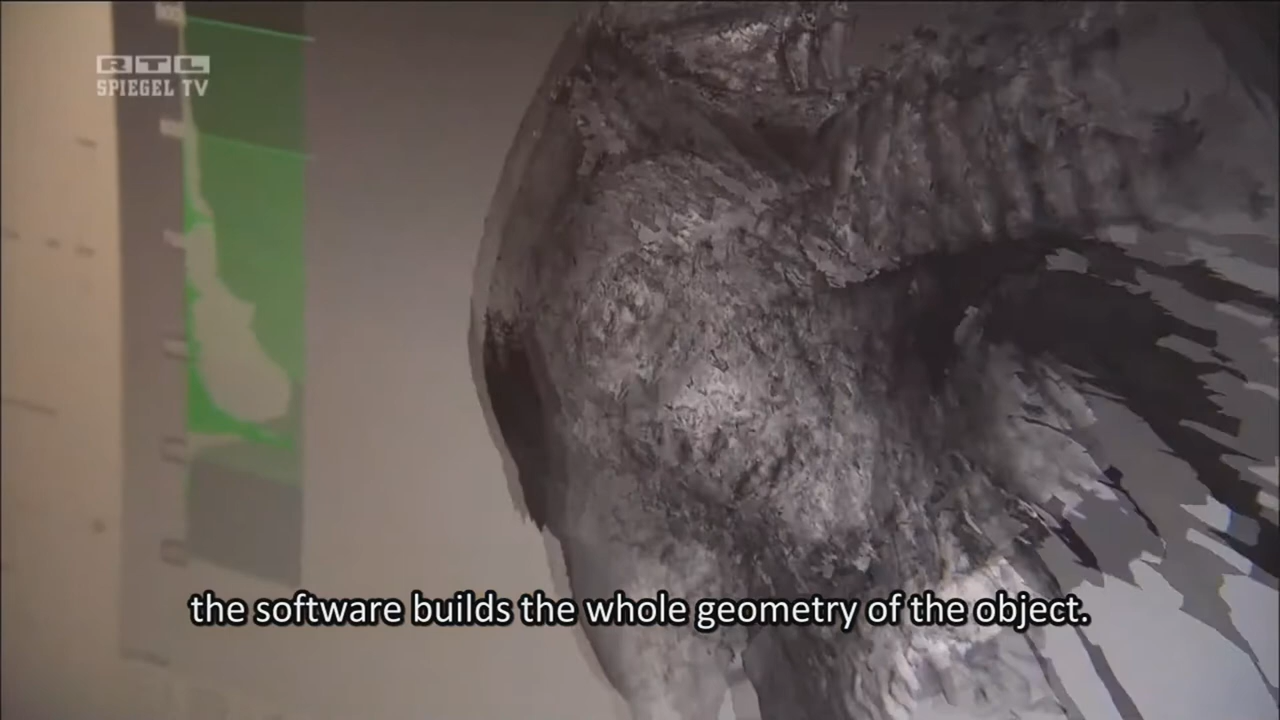 RTL
SPIEGEL TV
the software builds the whole geometry of the object.